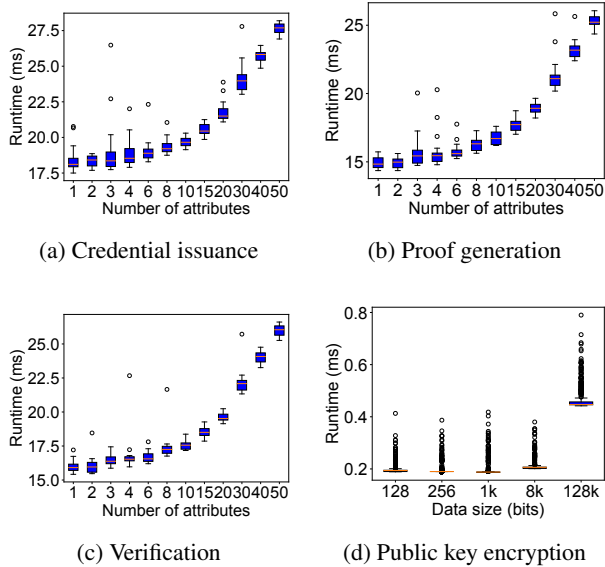 27.5
25.0
22.5
20.0
17.5
Runtime (ms)
1 2 3 4 6 8 10 15 20 30 40 50
Number of attributes
(a) Credential issuance
25
20
15
Runtime (ms)
1 2 3 4 6 8 10 15 20 30 40 50
Number of attributes
(b) Proof generation
25.0
22.5
20.0
17.5
15.0
Runtime (ms)
1 2 3 4 6 8 10 15 20 30 40 50
Number of attributes
(c) Verification
0.8
0.6
0.4
0.2
Runtime (ms)
128 256 1k 8k 128k
Data size (bits)
(d) Public key encryption